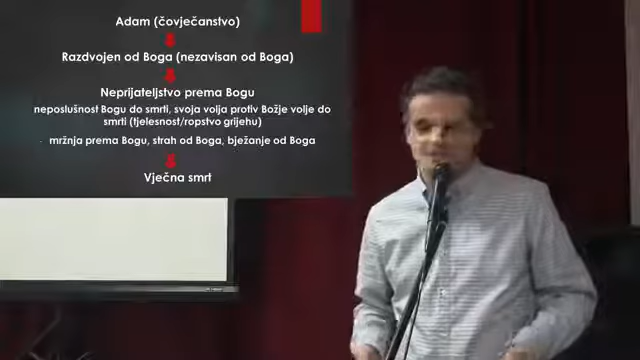 Adam (čovječanstvo)
Razdvojen od Boga (nezavisan od Boga)
Neprijateljstvo prema Bogu
neposlušnost Bogu do smrti, svoja volja protiv Božje volje do
smrti (tjelesnost/ropstvo grijehu)
mržnja prema Bogu, strah od Boga, bježanje od Boga
Vječna smrt